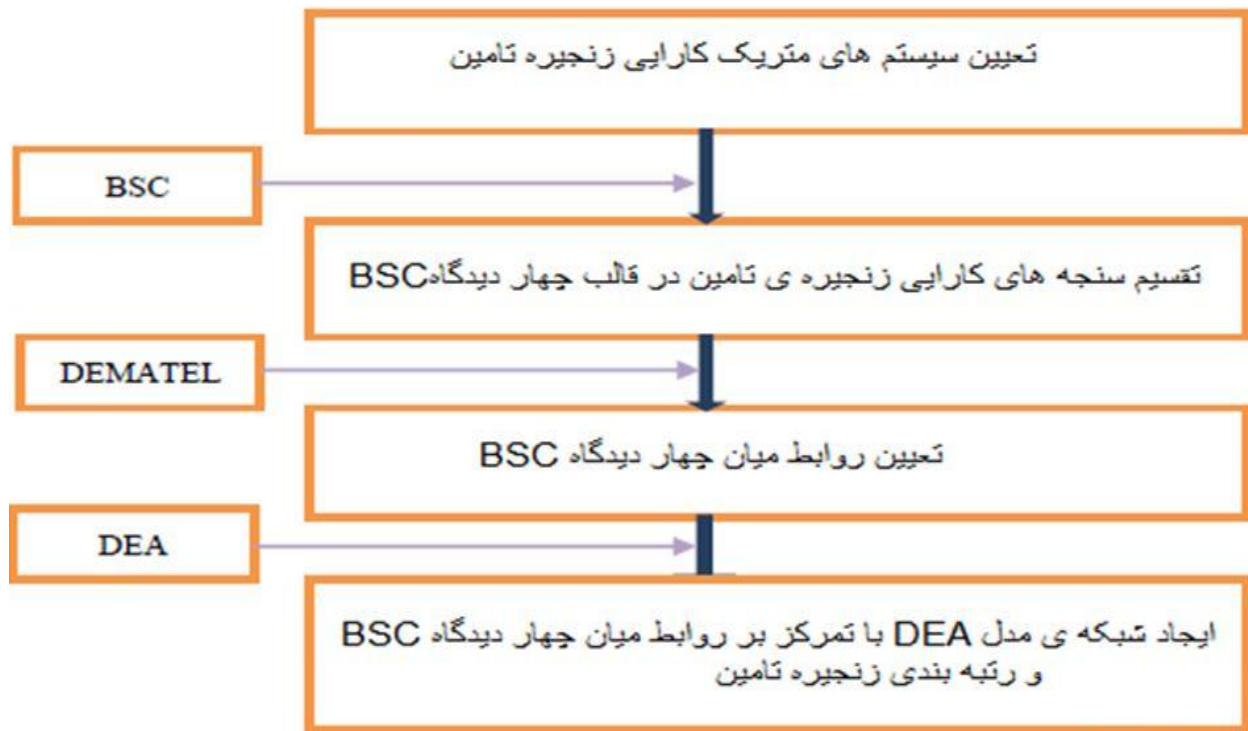 تعیین سیستم های متریک کارایی زنجیره تامین
BSC
تقسیم سنجه های کارایی زنجیره ی تامین در قالب چهار دیدگاهBSC
DEMATEL
تعیین روابط میان چهار دیدگاه BSC
DEA
ایجاد شبکه ی مدل DEA با تمرکز بر روابط میان چهار دیدگاه BSC
و رتبه بندی زنجیره تامین